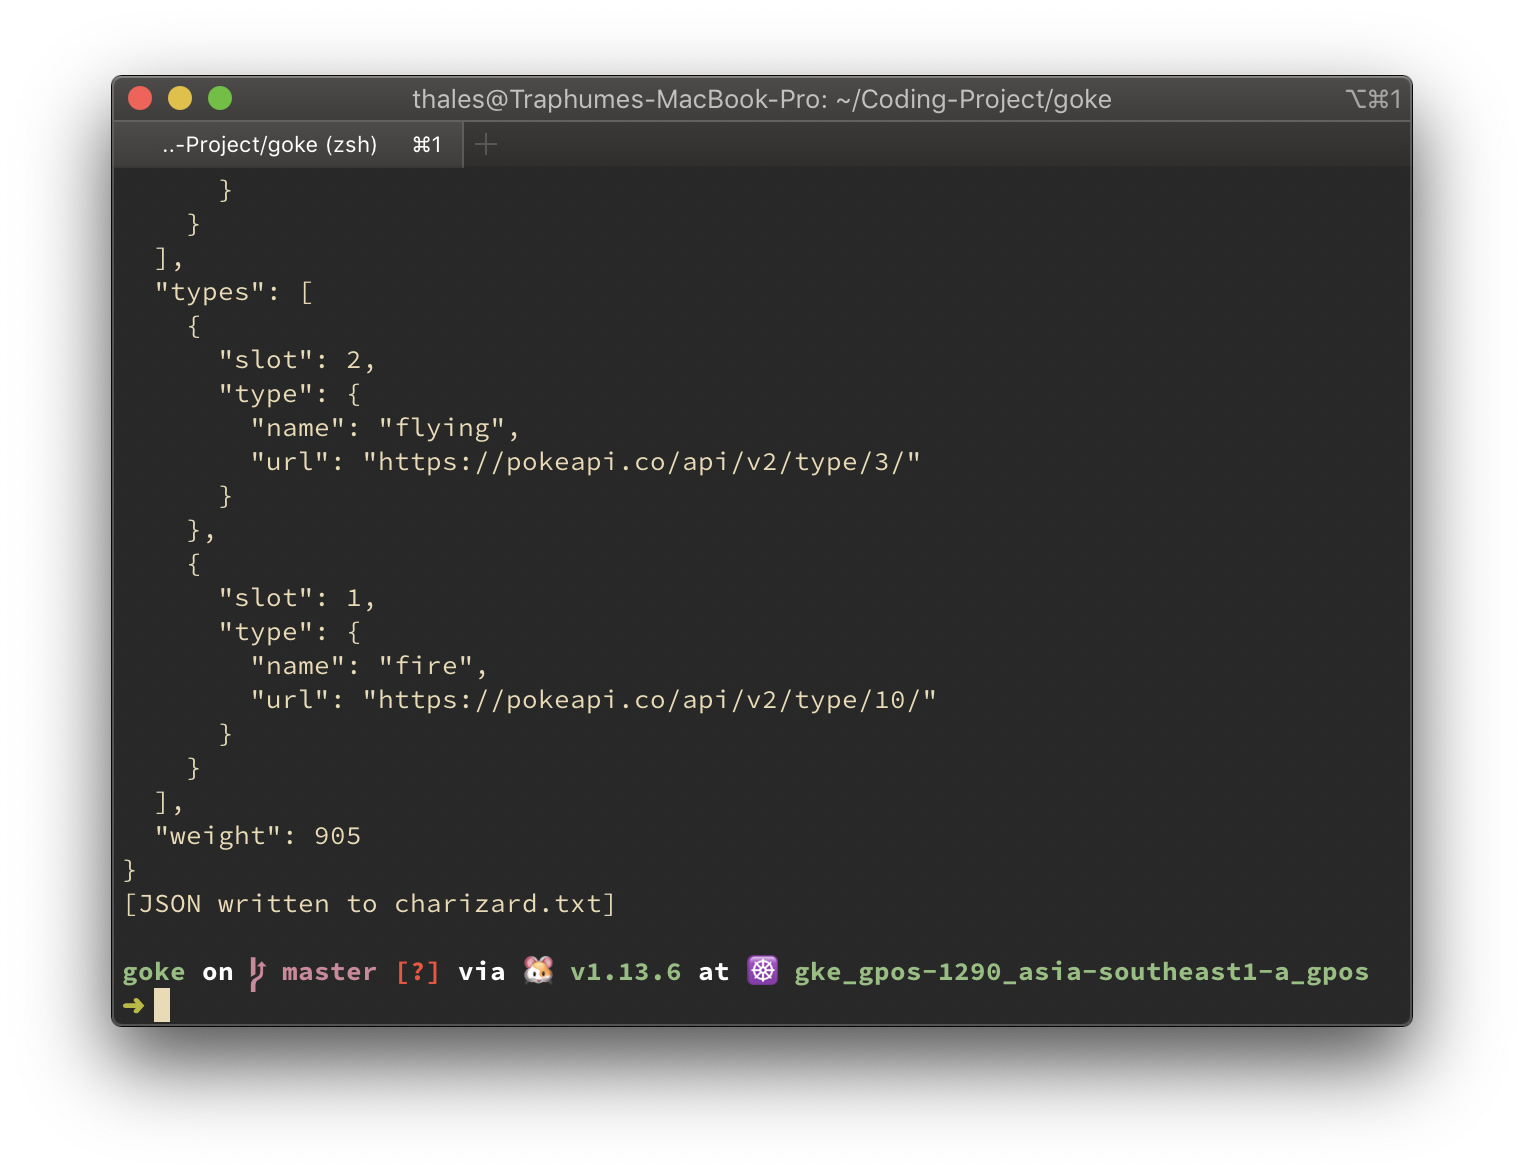 thales@Traphumes-MacBook-Pro: ~/Coding-Project/goke ⌥⌘1
..-Project/goke (zsh) ⌘1
      }
    }
  ],
  "types": [
    {
      "slot": 2,
      "type": {
        "name": "flying",
        "url": "https://pokeapi.co/api/v2/type/3/"
      }
    },
    {
      "slot": 1,
      "type": {
        "name": "fire",
        "url": "https://pokeapi.co/api/v2/type/10/"
      }
    }
  ],
  "weight": 905
}
[JSON written to charizard.txt]
goke on master [?] via 🐹 v1.13.6 at ☸ gke_gpos-1290_asia-southeast1-a_gpos
➜